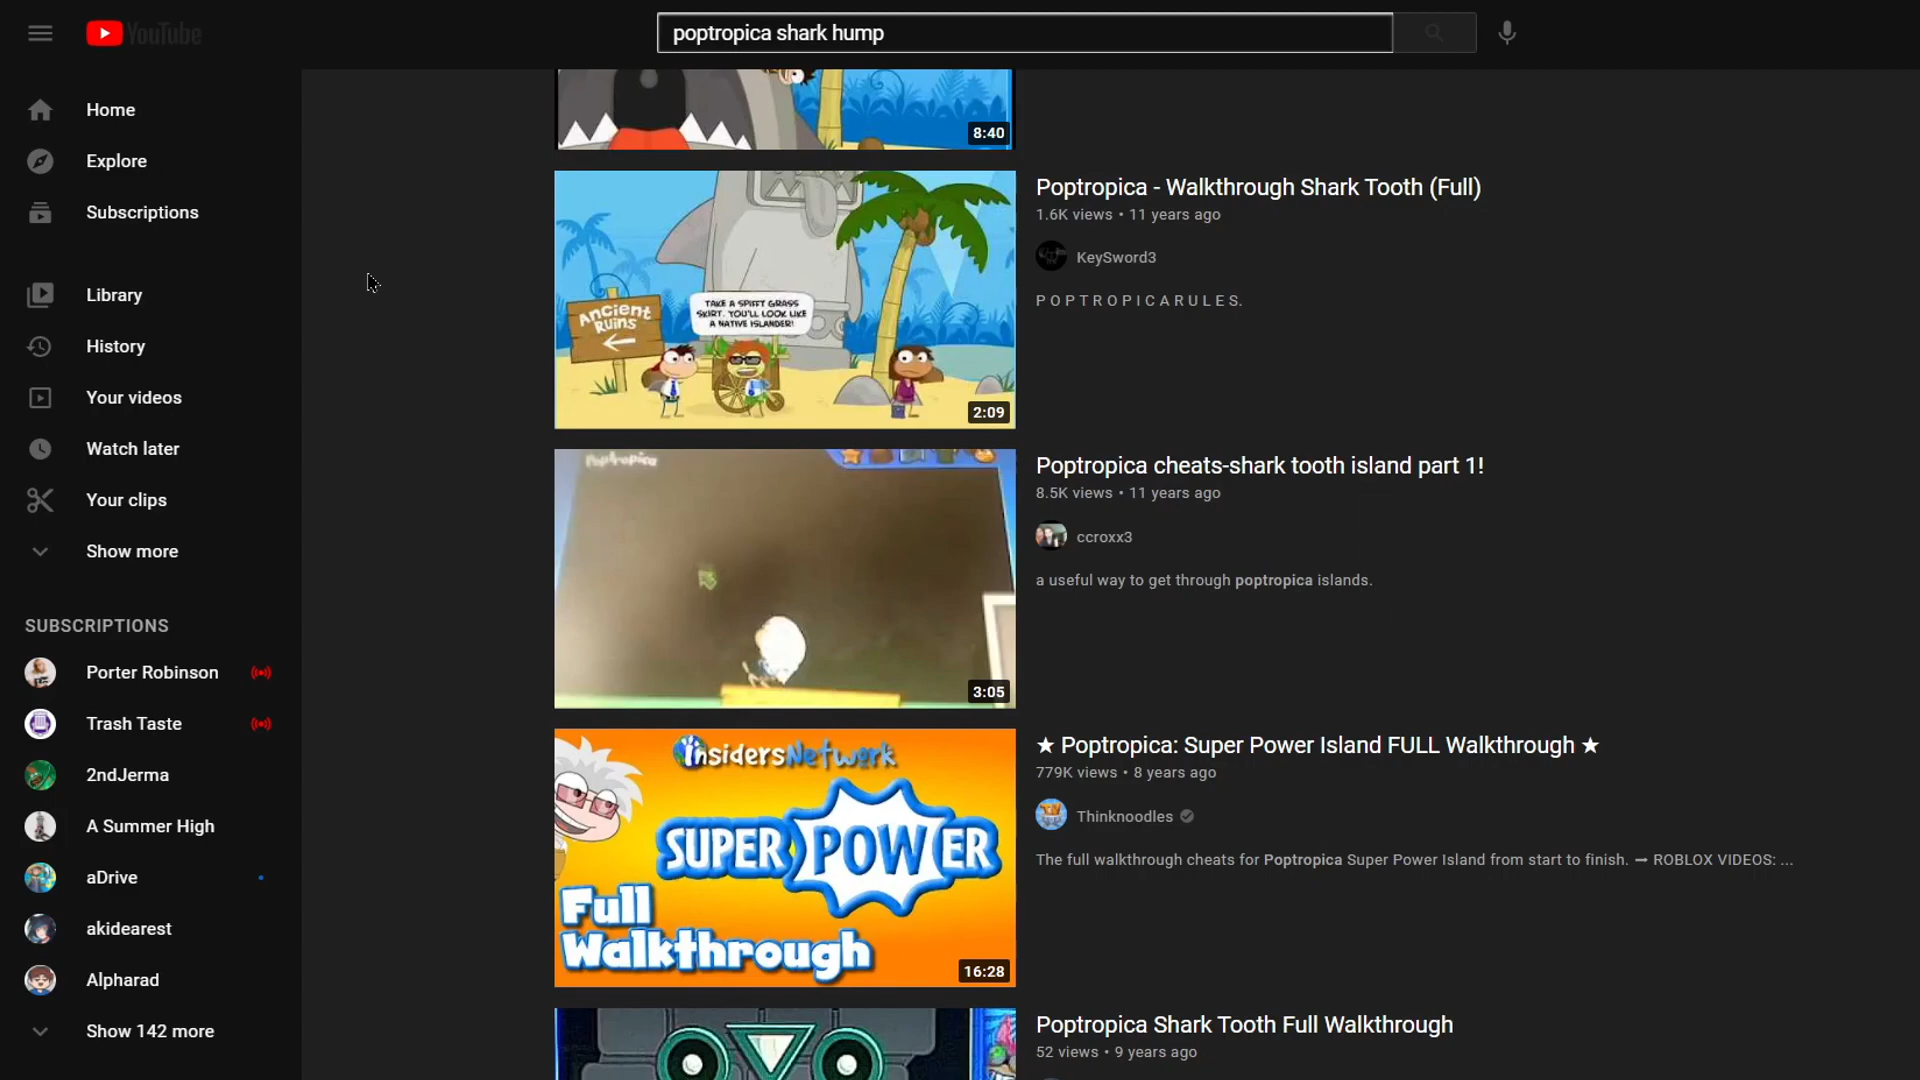 YouTube
poptropica shark hump
Home
Explore
Subscriptions
Library
History
Your videos
Watch later
Your clips
Show more
SUBSCRIPTIONS
Porter Robinson
Trash Taste
2ndJerma
A Summer High
aDrive
akidearest
Alpharad
Show 142 more
8:40
ANCIENT
RUINS
TAKE A SPIFFY GRASS
SKIRT. YOU'LL LOOK LIKE
A NATIVE ISLANDER!
2:09
Poptropica - Walkthrough Shark Tooth (Full)
1.6K views • 11 years ago
KeySword3
P O P T R O P I C A R U L E S.
Poptropica
3:05
Poptropica cheats-shark tooth island part 1!
8.5K views • 11 years ago
ccroxx3
a useful way to get through poptropica islands.
InsidersNetwork
SUPER POWER
Full
Walkthrough
16:28
★ Poptropica: Super Power Island FULL Walkthrough ★
779K views • 8 years ago
Thinknoodles
The full walkthrough cheats for Poptropica Super Power Island from start to finish. ➞ ROBLOX VIDEOS: ...
Poptropica Shark Tooth Full Walkthrough
52 views • 9 years ago